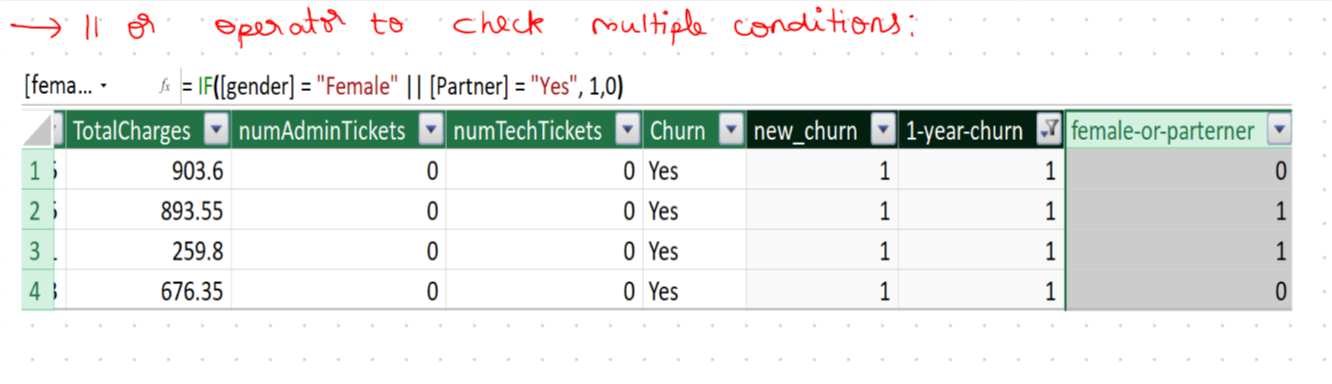 → || or operator to check multiple conditions:
[fema... fx = IF([gender] = "Female" || [Partner] = "Yes", 1,0)
TotalCharges numAdminTickets numTechTickets Churn new_churn 1-year-churn female-or-parterner
1 903.6 0 0 Yes 1 1 0
2 893.55 0 0 Yes 1 1 1
3 259.8 0 0 Yes 1 1 1
4 676.35 0 0 Yes 1 1 0